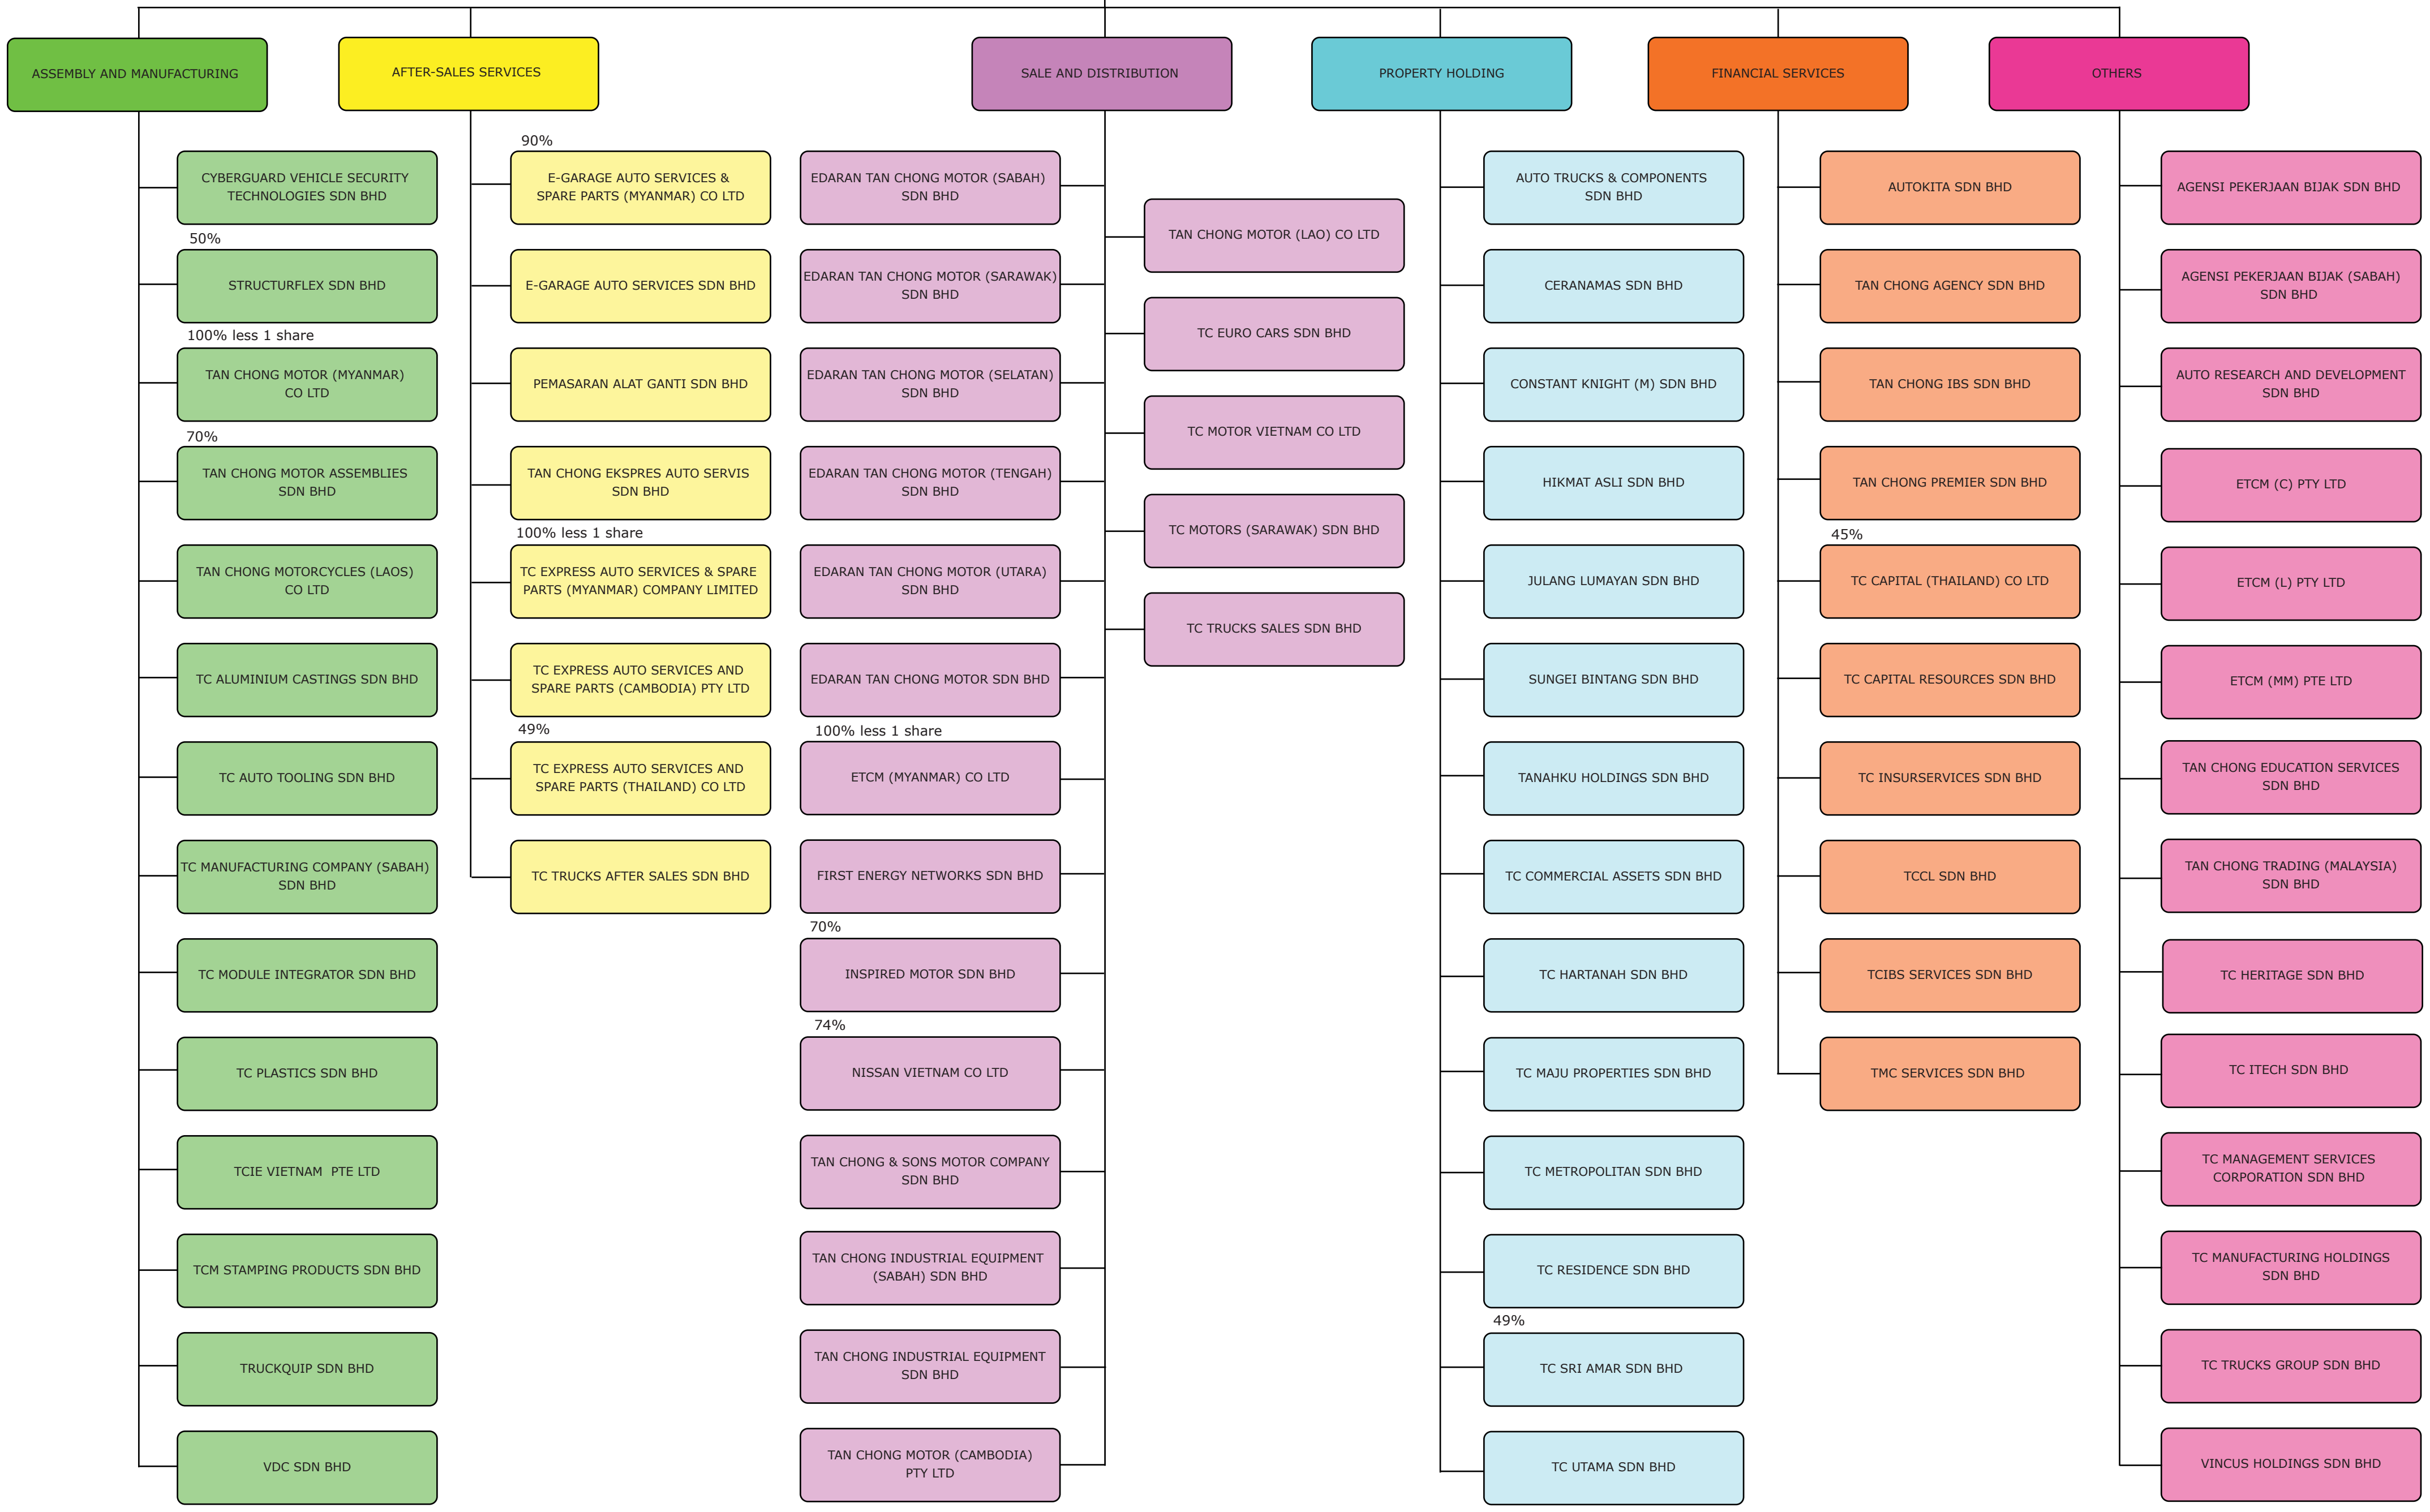 ASSEMBLY AND MANUFACTURING
CYBERGUARD VEHICLE SECURITY
TECHNOLOGIES SDN BHD
50%
STRUCTURFLEX SDN BHD
100% less 1 share
TAN CHONG MOTOR (MYANMAR)
CO LTD
70%
TAN CHONG MOTOR ASSEMBLIES
SDN BHD
TAN CHONG MOTORCYCLES (LAOS)
CO LTD
TC ALUMINIUM CASTINGS SDN BHD
TC AUTO TOOLING SDN BHD
TC MANUFACTURING COMPANY (SABAH)
SDN BHD
TC MODULE INTEGRATOR SDN BHD
TC PLASTICS SDN BHD
TCIE VIETNAM  PTE LTD
TCM STAMPING PRODUCTS SDN BHD
TRUCKQUIP SDN BHD
VDC SDN BHD
AFTER-SALES SERVICES
90%
E-GARAGE AUTO SERVICES &
SPARE PARTS (MYANMAR) CO LTD
E-GARAGE AUTO SERVICES SDN BHD
PEMASARAN ALAT GANTI SDN BHD
TAN CHONG EKSPRES AUTO SERVIS
SDN BHD
100% less 1 share
TC EXPRESS AUTO SERVICES & SPARE
PARTS (MYANMAR) COMPANY LIMITED
TC EXPRESS AUTO SERVICES AND
SPARE PARTS (CAMBODIA) PTY LTD
49%
TC EXPRESS AUTO SERVICES AND
SPARE PARTS (THAILAND) CO LTD
TC TRUCKS AFTER SALES SDN BHD
SALE AND DISTRIBUTION
EDARAN TAN CHONG MOTOR (SABAH)
SDN BHD
EDARAN TAN CHONG MOTOR (SARAWAK)
SDN BHD
EDARAN TAN CHONG MOTOR (SELATAN)
SDN BHD
EDARAN TAN CHONG MOTOR (TENGAH)
SDN BHD
EDARAN TAN CHONG MOTOR (UTARA)
SDN BHD
EDARAN TAN CHONG MOTOR SDN BHD
100% less 1 share
ETCM (MYANMAR) CO LTD
FIRST ENERGY NETWORKS SDN BHD
70%
INSPIRED MOTOR SDN BHD
74%
NISSAN VIETNAM CO LTD
TAN CHONG & SONS MOTOR COMPANY
SDN BHD
TAN CHONG INDUSTRIAL EQUIPMENT
(SABAH) SDN BHD
TAN CHONG INDUSTRIAL EQUIPMENT
SDN BHD
TAN CHONG MOTOR (CAMBODIA)
PTY LTD
TAN CHONG MOTOR (LAO) CO LTD
TC EURO CARS SDN BHD
TC MOTOR VIETNAM CO LTD
TC MOTORS (SARAWAK) SDN BHD
TC TRUCKS SALES SDN BHD
PROPERTY HOLDING
AUTO TRUCKS & COMPONENTS
SDN BHD
CERANAMAS SDN BHD
CONSTANT KNIGHT (M) SDN BHD
HIKMAT ASLI SDN BHD
JULANG LUMAYAN SDN BHD
SUNGEI BINTANG SDN BHD
TANAHKU HOLDINGS SDN BHD
TC COMMERCIAL ASSETS SDN BHD
TC HARTANAH SDN BHD
TC MAJU PROPERTIES SDN BHD
TC METROPOLITAN SDN BHD
TC RESIDENCE SDN BHD
49%
TC SRI AMAR SDN BHD
TC UTAMA SDN BHD
FINANCIAL SERVICES
AUTOKITA SDN BHD
TAN CHONG AGENCY SDN BHD
TAN CHONG IBS SDN BHD
TAN CHONG PREMIER SDN BHD
45%
TC CAPITAL (THAILAND) CO LTD
TC CAPITAL RESOURCES SDN BHD
TC INSURSERVICES SDN BHD
TCCL SDN BHD
TCIBS SERVICES SDN BHD
TMC SERVICES SDN BHD
OTHERS
AGENSI PEKERJAAN BIJAK SDN BHD
AGENSI PEKERJAAN BIJAK (SABAH)
SDN BHD
AUTO RESEARCH AND DEVELOPMENT
SDN BHD
ETCM (C) PTY LTD
ETCM (L) PTY LTD
ETCM (MM) PTE LTD
TAN CHONG EDUCATION SERVICES
SDN BHD
TAN CHONG TRADING (MALAYSIA)
SDN BHD
TC HERITAGE SDN BHD
TC ITECH SDN BHD
TC MANAGEMENT SERVICES
CORPORATION SDN BHD
TC MANUFACTURING HOLDINGS
SDN BHD
TC TRUCKS GROUP SDN BHD
VINCUS HOLDINGS SDN BHD